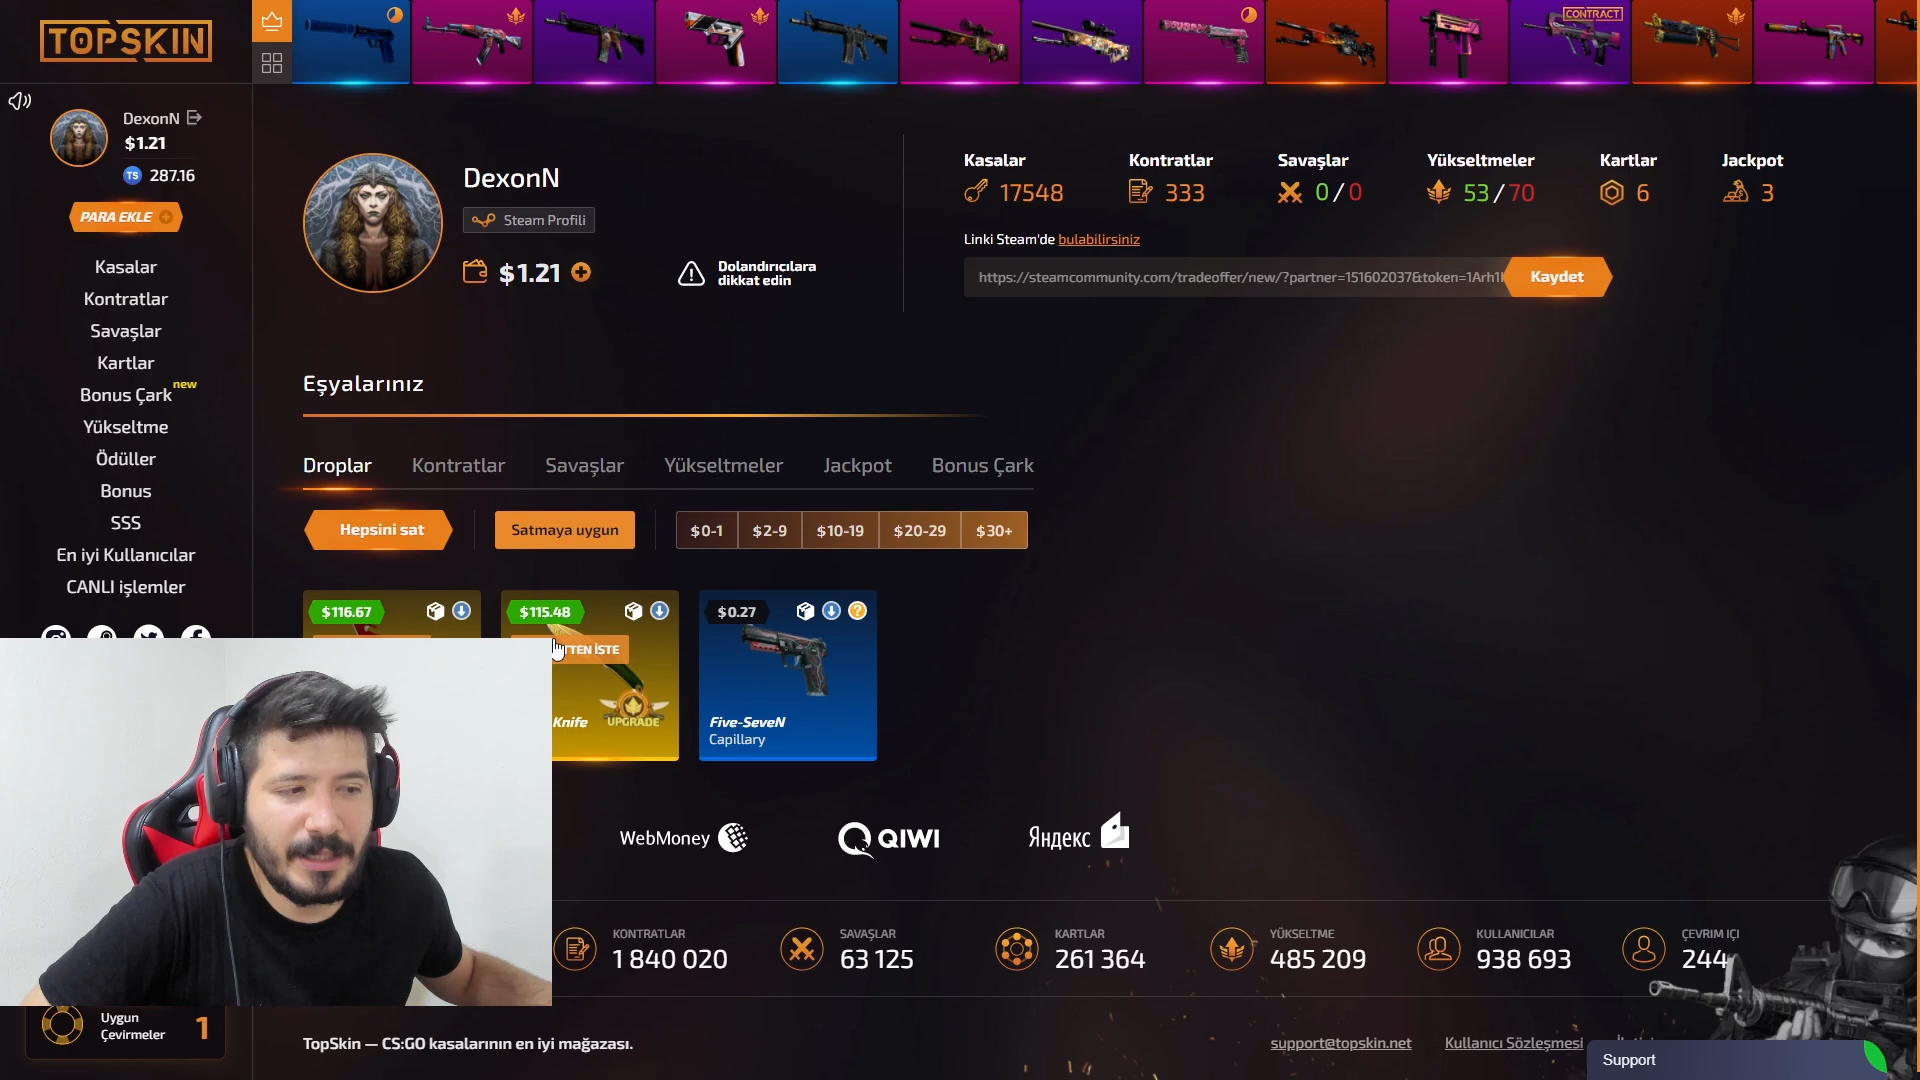 TOPSKIN
CONTRACT
DexonN
$1.21
TS 287.16
PARA EKLE
Kasalar
Kontratlar
Savaşlar
Kartlar
Bonus Çark new
Yükseltme
Ödüller
Bonus
SSS
En iyi Kullanıcılar
CANLI işlemler
Uygun
Çevirmeler
1
DexonN
Steam Profili
$1.21
Dolandırıcılara
dikkat edin
Kasalar
17548
Kontratlar
333
Savaşlar
0/0
Yükseltmeler
53/70
Kartlar
6
Jackpot
3
Linki Steam'de bulabilirsiniz
https://steamcommunity.com/tradeoffer/new/?partner=151602037&token=1Arh1
Kaydet
Eşyalarınız
Droplar Kontratlar Savaşlar Yükseltmeler Jackpot Bonus Çark
Hepsini sat Satmaya uygun $0-1 $2-9 $10-19 $20-29 $30+
$116.67
$115.48
İSTE
Knife
UPGRADE
$0.27
?
Five-SeveN
Capillary
WebMoney QIWI Яндекс
KONTRATLAR
1 840 020
SAVAŞLAR
63 125
KARTLAR
261 364
YÜKSELTME
485 209
KULLANICILAR
938 693
ÇEVRIM IÇI
244
TopSkin — CS:GO kasalarının en iyi mağazası.
support@topskin.net
Kullanıcı Sözleşmesi
Support